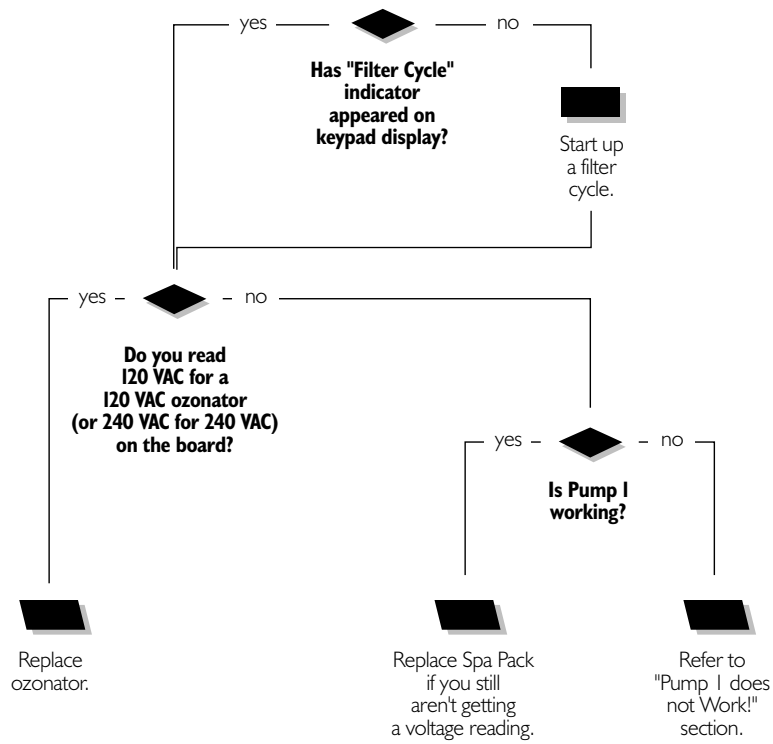 yes
no
Has "Filter Cycle"
indicator
appeared on
keypad display?
Start up
a filter
cycle.
yes
no
Do you read
120 VAC for a
120 VAC ozonator
(or 240 VAC for 240 VAC)
on the board?
yes
no
Is Pump 1
working?
Replace
ozonator.
Replace Spa Pack
if you still
aren't getting
a voltage reading.
Refer to
"Pump 1 does
not Work!"
section.